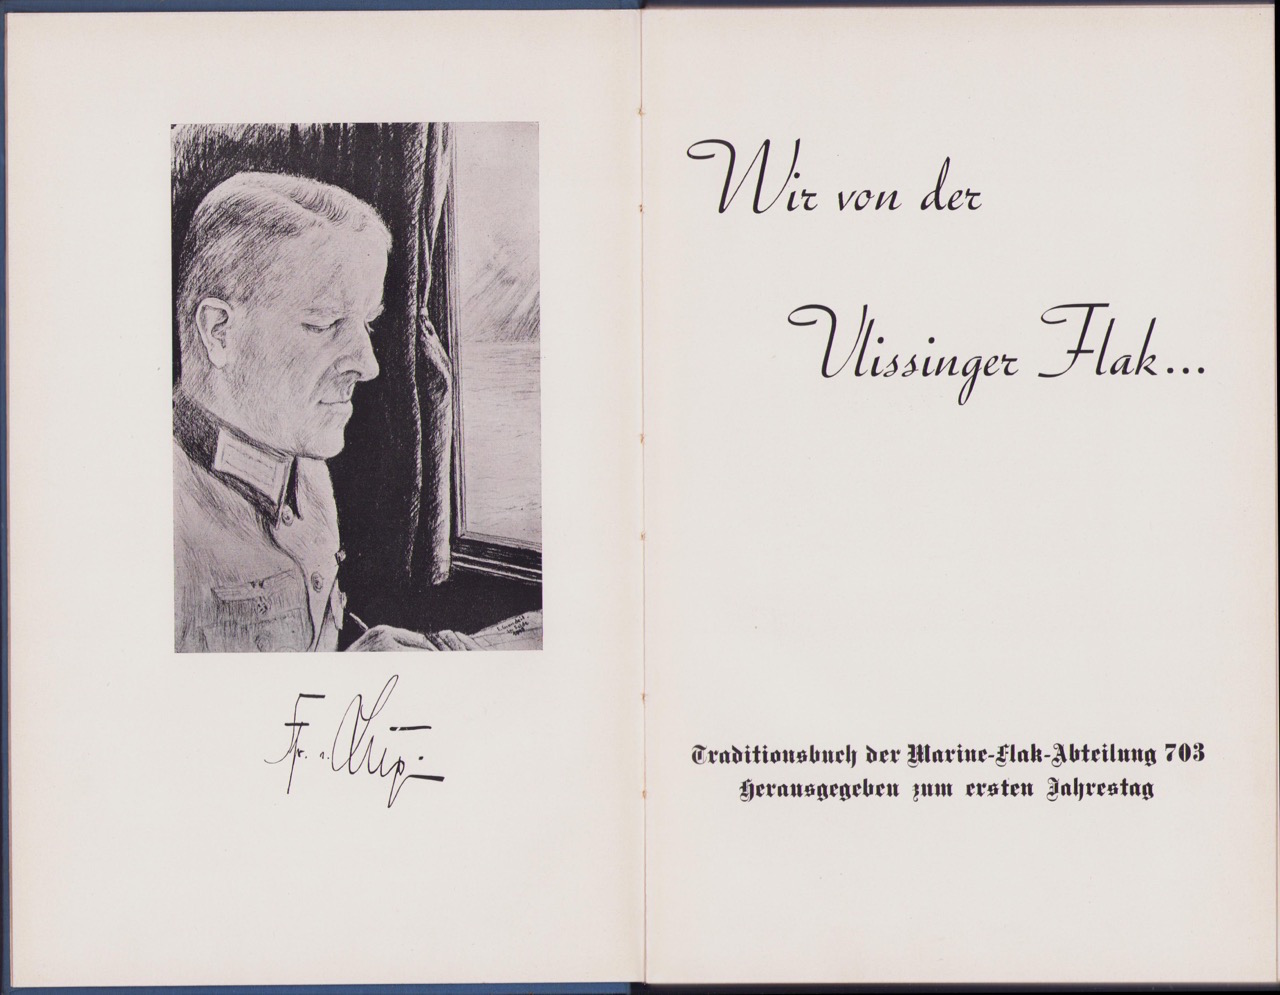 Wir von der
Vlissinger Flak...
Traditionsbuch der Marine-Flak-Abteilung 703
Herausgegeben zum ersten Jahrestag